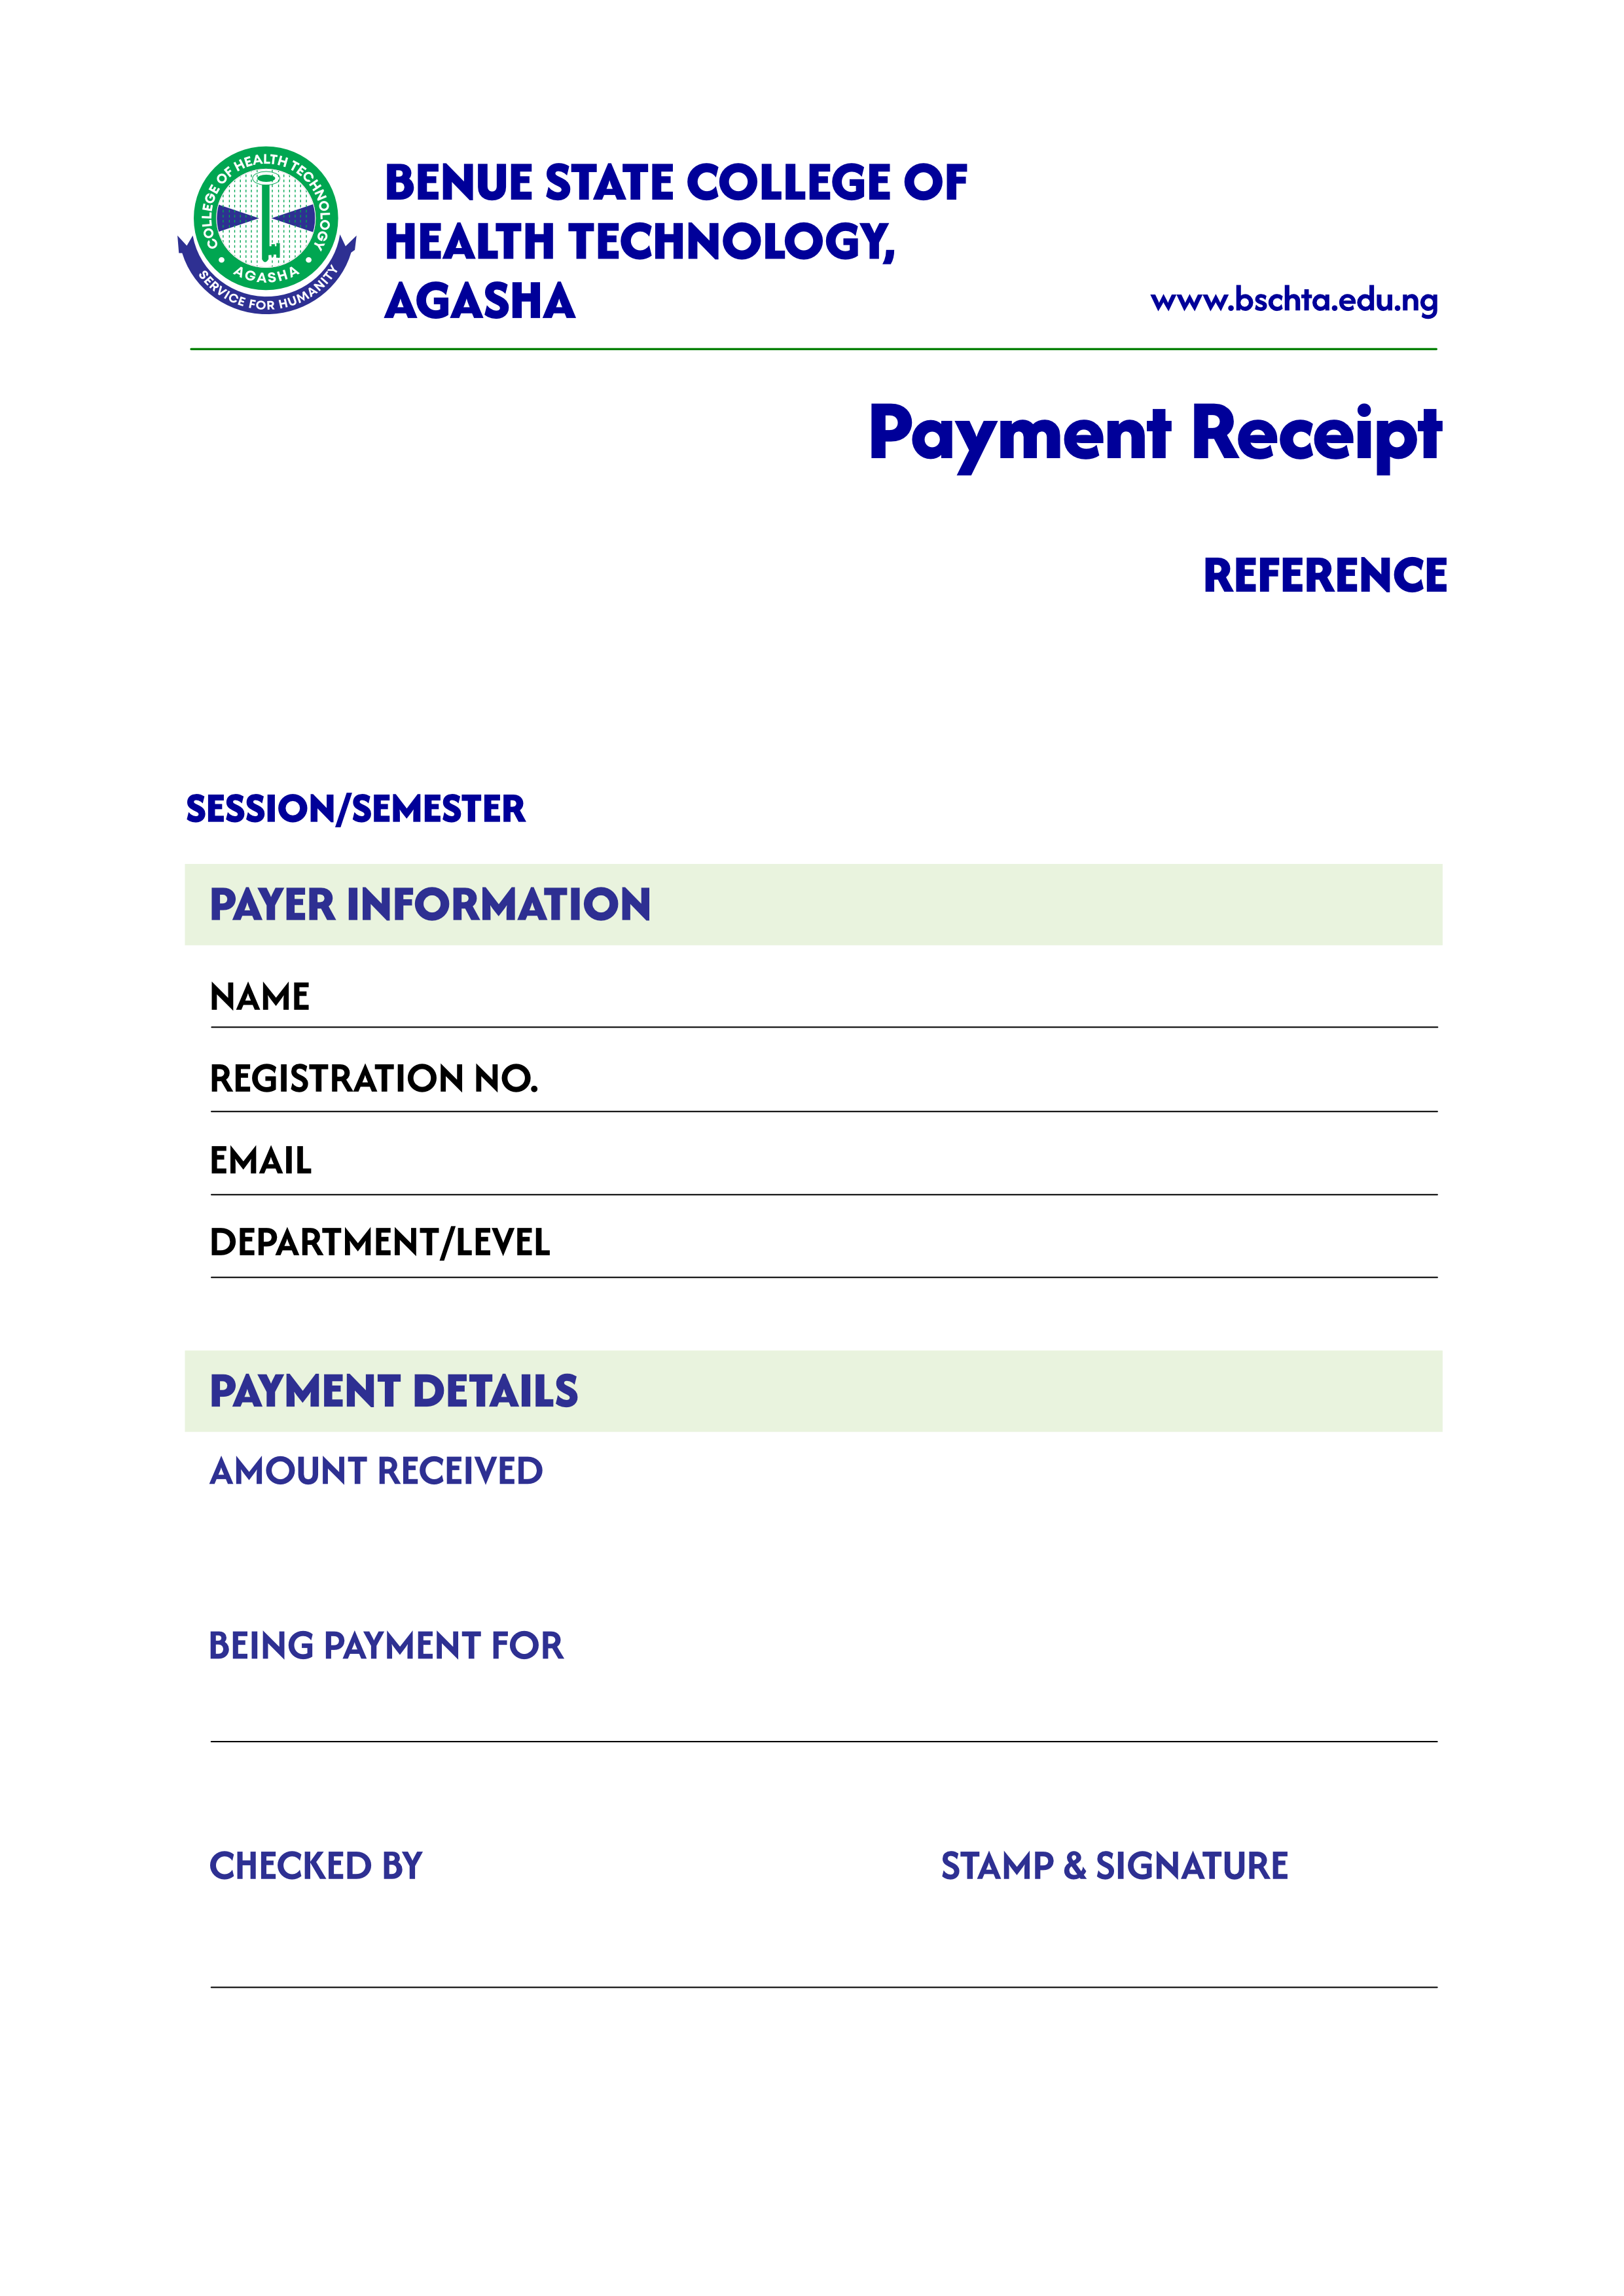 COLLEGE OF HEALTH TECHNOLOGY
AGASHA
SERVICE FOR HUMANITY
BENUE STATE COLLEGE OF
HEALTH TECHNOLOGY,
AGASHA
www.bschta.edu.ng
Payment Receipt
REFERENCE
SESSION/SEMESTER
PAYER INFORMATION
NAME
REGISTRATION NO.
EMAIL
DEPARTMENT/LEVEL
PAYMENT DETAILS
AMOUNT RECEIVED
BEING PAYMENT FOR
CHECKED BY
STAMP & SIGNATURE